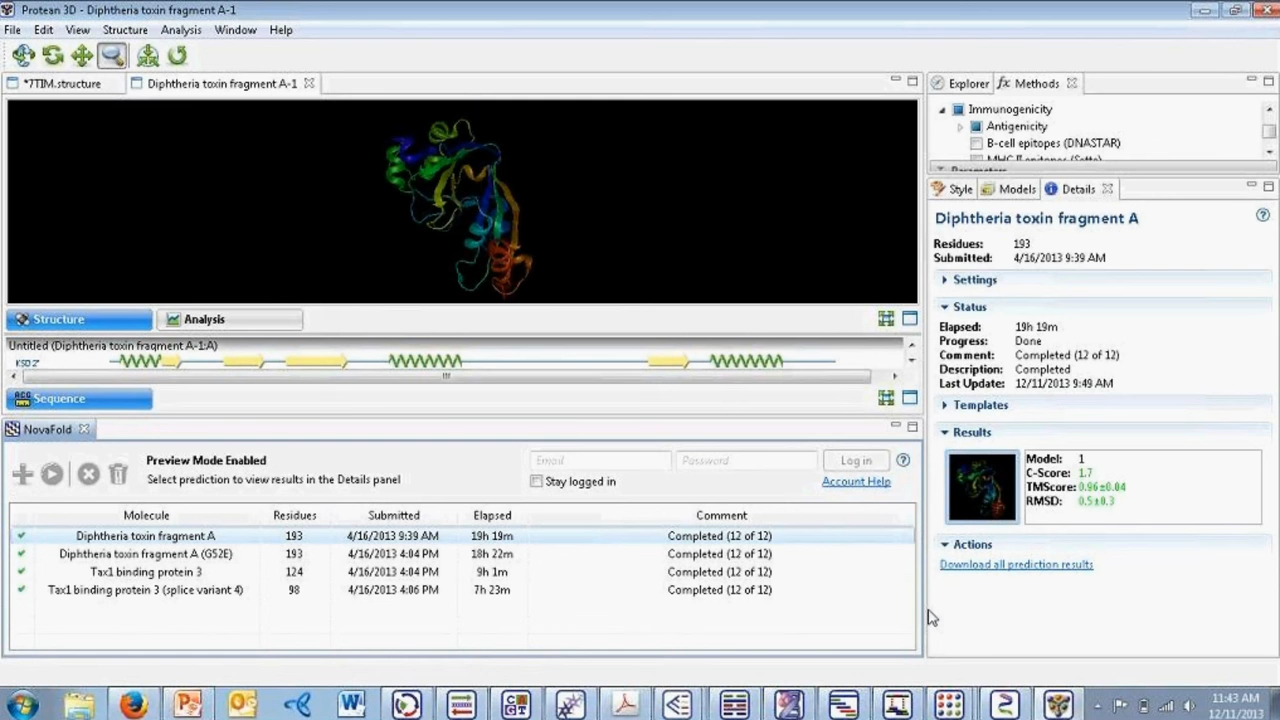 Protean 3D - Diphtheria toxin fragment A-1
File Edit View Structure Analysis Window Help
*7TIM.structure
Diphtheria toxin fragment A-1
Explorer
Methods
Immunogenicity
Antigenicity
B-cell epitopes (DNASTAR)
Style
Models
Details
Diphtheria toxin fragment A
Residues: 193
Submitted: 4/16/2013 9:39 AM
Settings
Status
Elapsed: 19h 19m
Progress: Done
Comment: Completed (12 of 12)
Description: Completed
Last Update: 12/11/2013 9:49 AM
Templates
Results
Model: 1
C-Score: 1.7
TMScore: 0.96±0.04
RMSD: 0.5±0.3
Actions
Download all prediction results
Structure
Analysis
Untitled (Diphtheria toxin fragment A-1:A)
Sequence
NovaFold
Preview Mode Enabled
Select prediction to view results in the Details panel
Email
Password
Log in
Stay logged in
Account Help
Molecule Residues Submitted Elapsed Comment
Diphtheria toxin fragment A 193 4/16/2013 9:39 AM 19h 19m Completed (12 of 12)
Diphtheria toxin fragment A (G52E) 193 4/16/2013 4:04 PM 18h 22m Completed (12 of 12)
Tax1 binding protein 3 124 4/16/2013 4:04 PM 9h 1m Completed (12 of 12)
Tax1 binding protein 3 (splice variant 4) 98 4/16/2013 4:06 PM 7h 23m Completed (12 of 12)
11:43 AM
12/11/2013